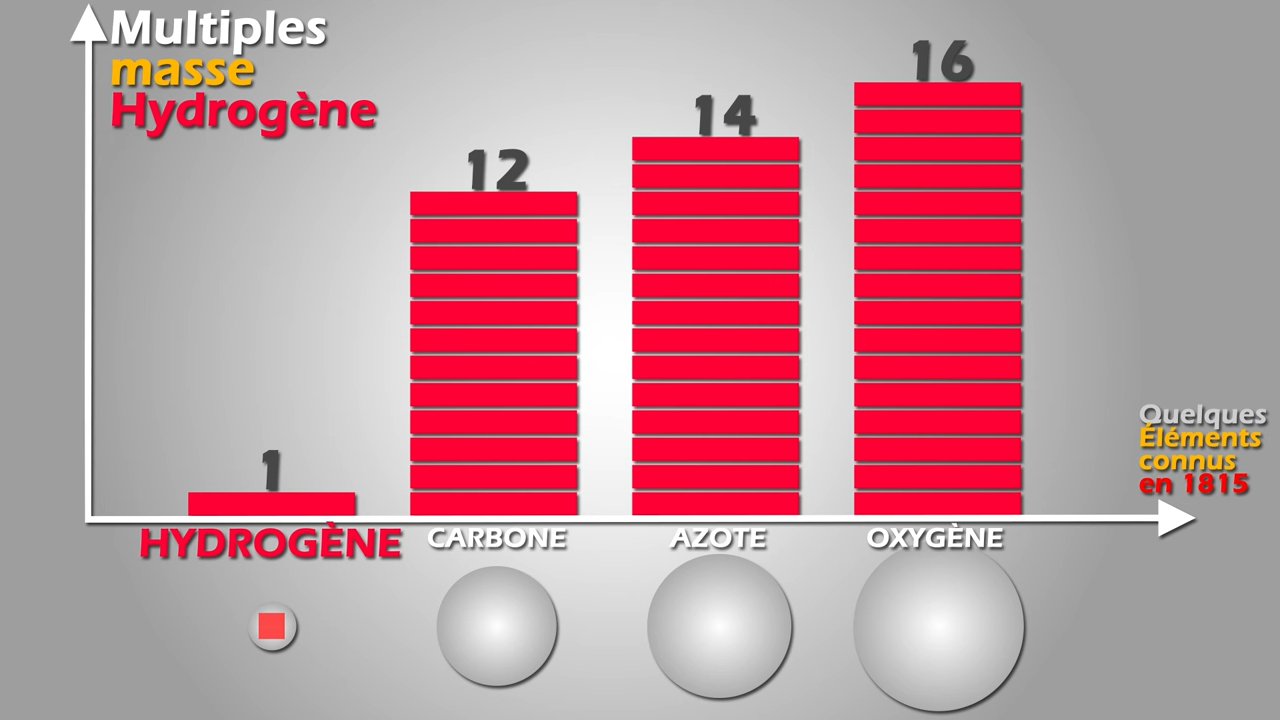 Multiples
masse
Hydrogène
1
12
14
16
HYDROGÈNE
CARBONE
AZOTE
OXYGÈNE
Quelques
Éléments
connus
en 1815